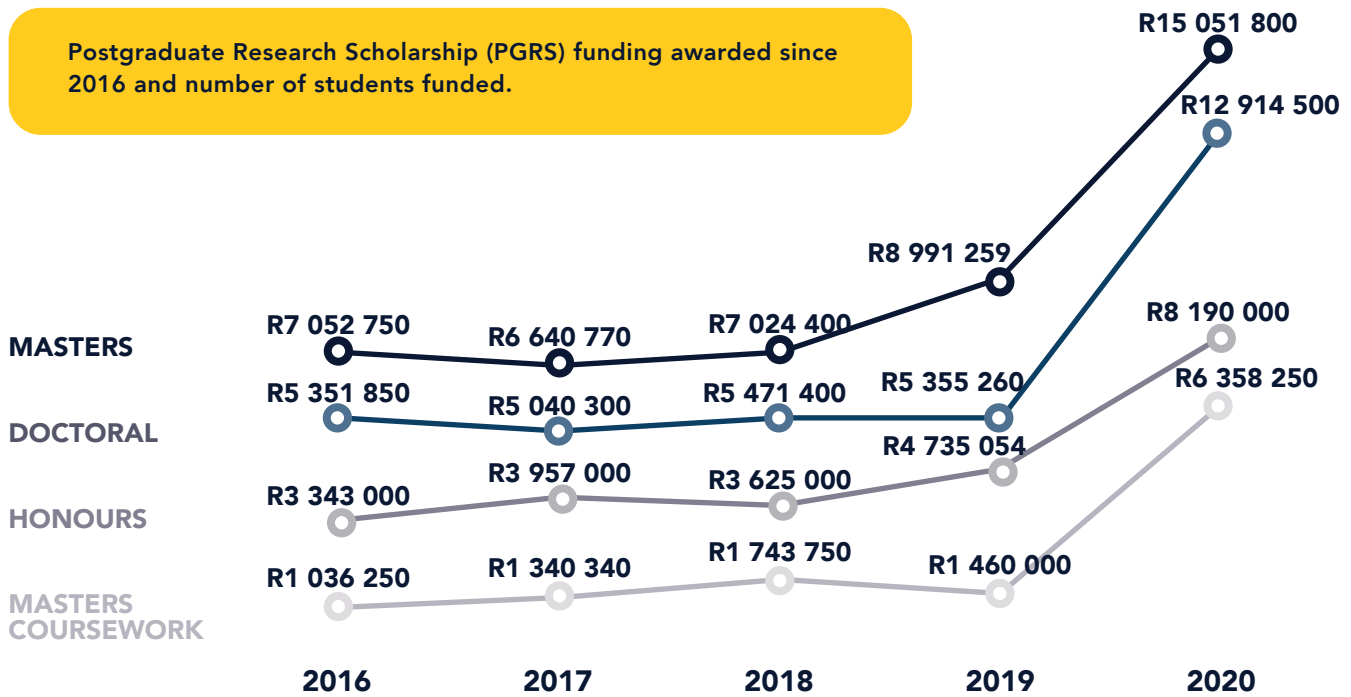 Postgraduate Research Scholarship (PGRS) funding awarded since
2016 and number of students funded.
R15 051 800
R12 914 500
R8 991 259
R7 052 750
R6 640 770
R7 024 400
R8 190 000
MASTERS
R5 351 850
R5 040 300
R5 471 400
R5 355 260
R6 358 250
DOCTORAL
R3 343 000
R3 957 000
R3 625 000
R4 735 054
HONOURS
R1 036 250
R1 340 340
R1 743 750
R1 460 000
MASTERS
COURSEWORK
2016 2017 2018 2019 2020